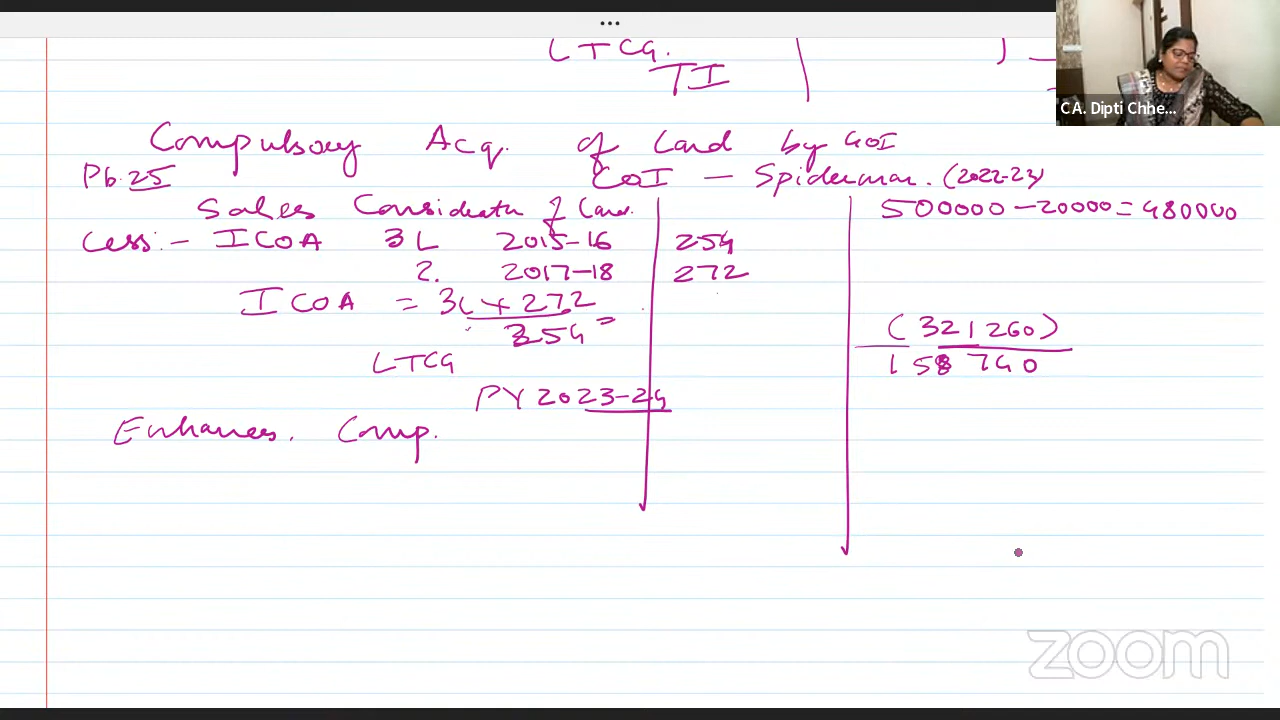 LTCG.
TI
Compulsory Acq. of Land by GOI
Pb.25 CoI – Spiderman. (2022-23)
Sales Consideratn of Land. 500000 – 20000 = 480000
Less:- ICOA 3L 2015-16 254
2. 2017-18 272
ICOA = 3L × 272
254
(321260)
LTCG 158740
PY 2023-24
Enhances. Comp.
CA. Dipti Chhe...
zoom